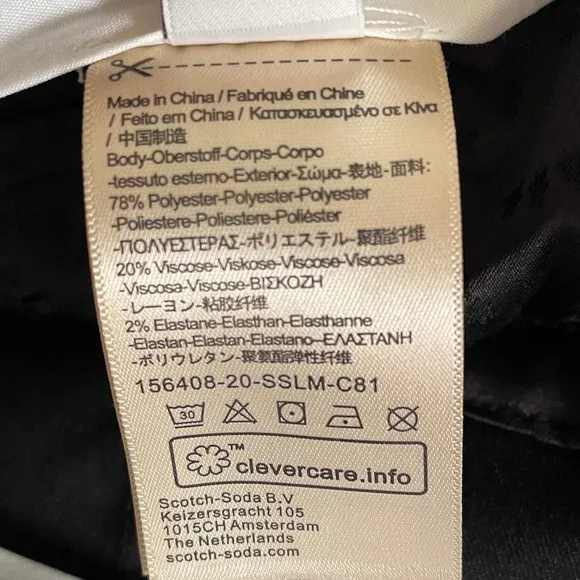 Made in China / Fabriqué en Chine
/ Feito em China / Κατασκευασμένο σε Κίνα
/ 中国制造
Body-Oberstoff-Corps-Corpo
-tessuto esterno-Exterior-Σώμα-表地-面料:
78% Polyester-Polyester-Polyester
-Poliestere-Poliestere-Poliéster
-ΠΟΛΥΕΣΤΕΡΑΣ-ポリエステル-聚酯纤维
20% Viscose-Viskose-Viscose-Viscosa
-Viscosa-Viscose-ΒΙΣΚΟΖΗ
-レーヨン-粘胶纤维
2% Elastane-Elasthan-Elasthanne
-Elastan-Elastan-Elastano-ΕΛΑΣΤΑΝΗ
-ポリウレタン-聚氨酯弹性纤维
156408-20-SSLM-C81
30
™
clevercare.info
Scotch-Soda B.V
Keizersgracht 105
1015CH Amsterdam
The Netherlands
scotch-soda.com